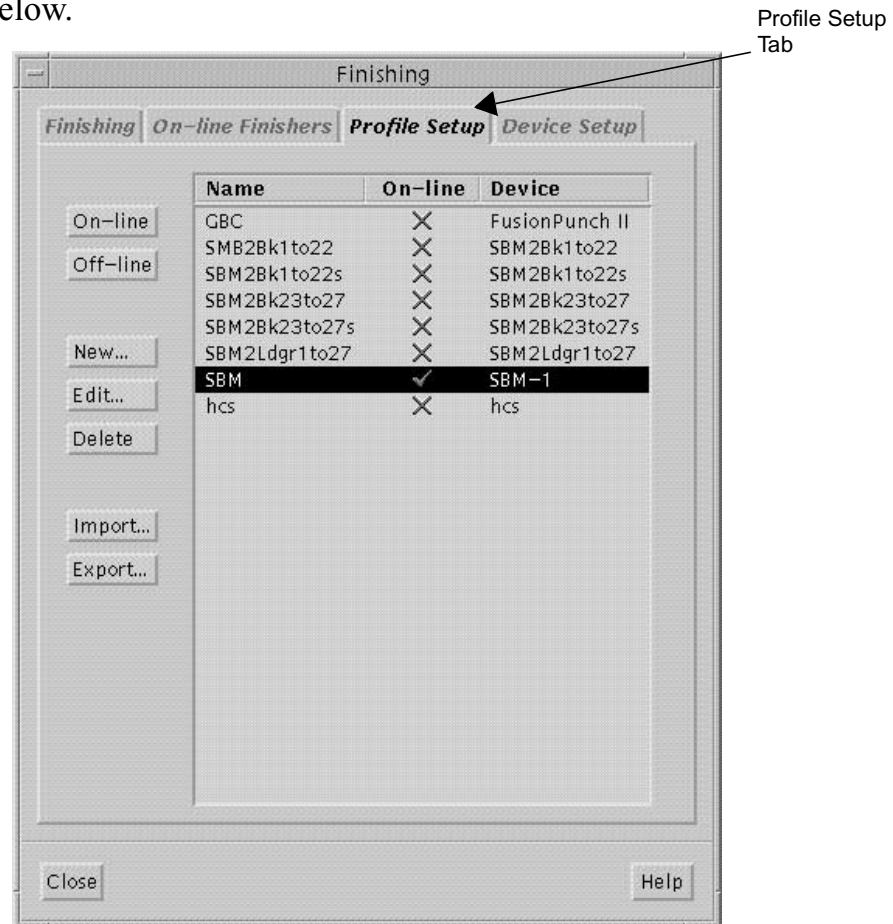 elow.
Profile Setup
Tab
Finishing
Finishing On-line Finishers Profile Setup Device Setup
Name On-line Device
On-line
Off-line
New...
Edit...
Delete
Import...
Export...
GBC FusionPunch II
SMB2Bk1to22 SBM2Bk1to22
SBM2Bk1to22s SBM2Bk1to22s
SBM2Bk23to27 SBM2Bk23to27
SBM2Bk23to27s SBM2Bk23to27s
SBM2Ldgr1to27 SBM2Ldgr1to27
SBM SBM-1
hcs hcs
Close Help